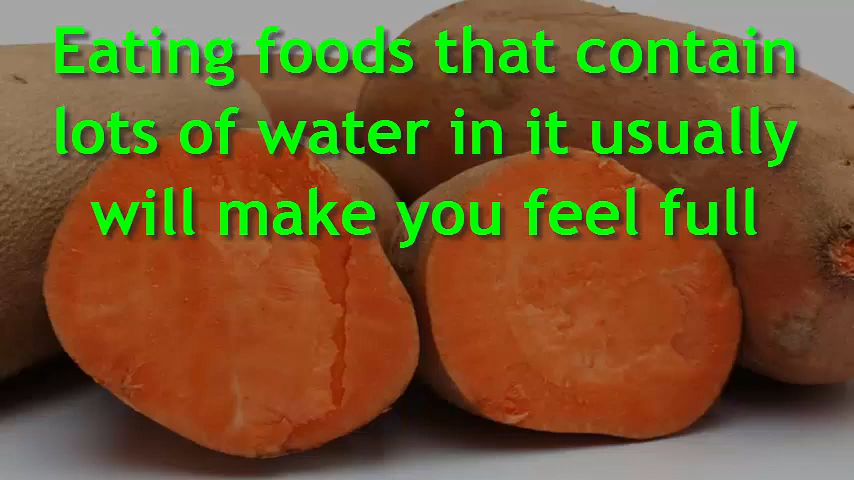 Eating foods that contain
lots of water in it usually
will make you feel full